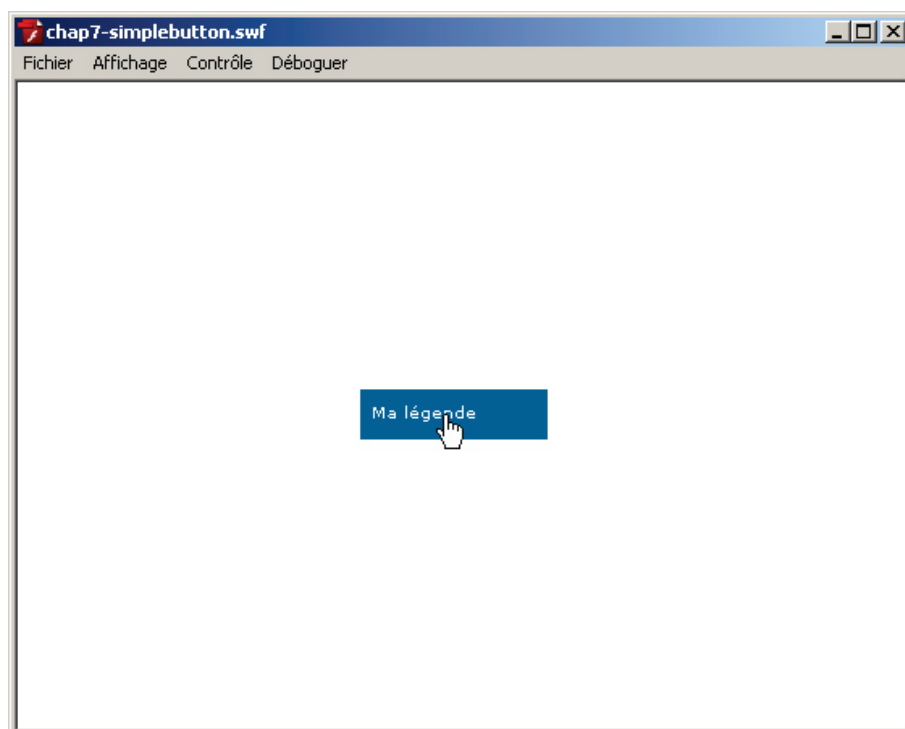 chap7-simplebutton.swf
Fichier Affichage Contrôle Déboguer
Ma légende